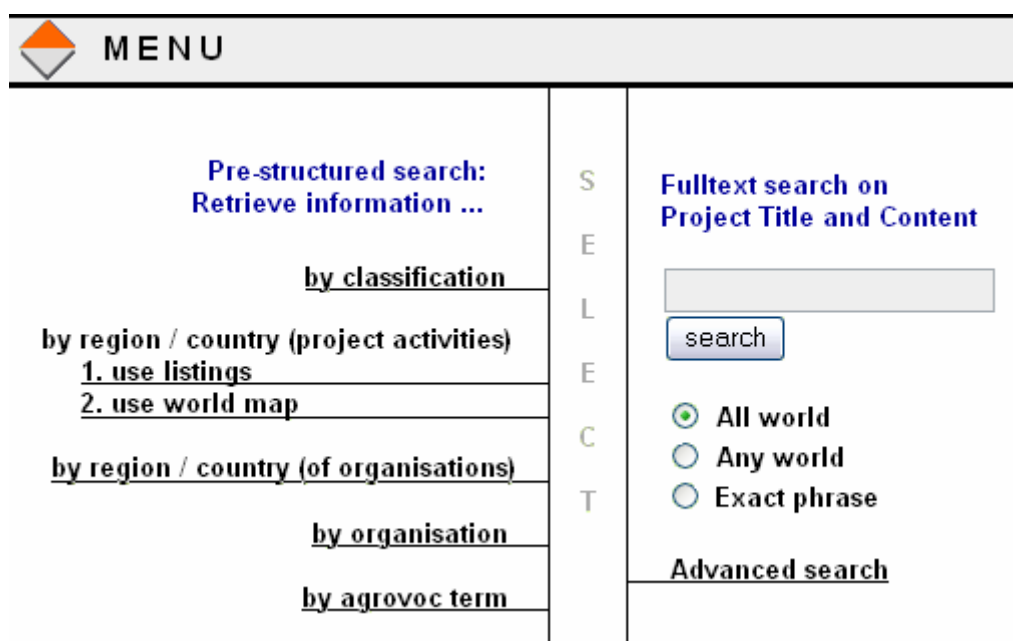 MENU
Pre-structured search:
Retrieve information ...
by classification
by region / country (project activities)
1. use listings
2. use world map
by region / country (of organisations)
by organisation
by agrovoc term
S
E
L
E
C
T
Fulltext search on
Project Title and Content
search
All world
Any world
Exact phrase
Advanced search